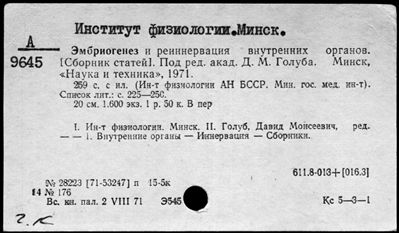 Институт физиологии. Минск.
А
9645
Эмбриогенез и реиннервация внутренних органов.
[Сборник статей]. Под ред. акад. Д. М. Голуба. Минск,
«Наука и техника», 1971.
259 с. с ил. (Ин-т физиологии АН БССР. Мин. гос. мед. ин-т).
Список лит.: с. 225—256.
20 см. 1.600 экз. 1 р. 50 к. В пер
I. Ин-т физиологии. Минск. II. Голуб, Давид Моисеевич, ред.
— — 1. Внутренние органы — Иннервация — Сборники.
611.8-013+[016.3]
№ 28223 [71-53247] п 15-5к
14 № 176
Вс. кн. пал. 2 VIII 71 Э545
Кс 5—3—1